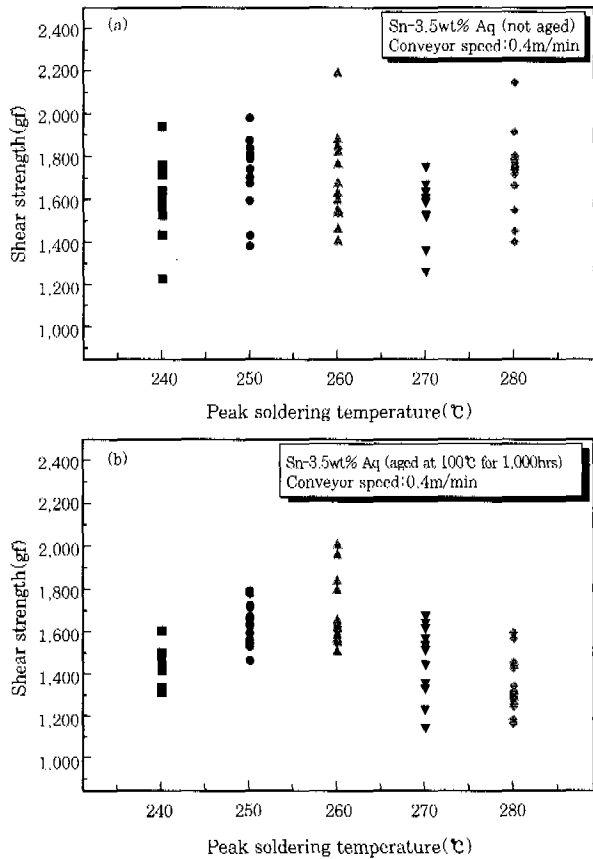 (a)
Sn-3.5wt% Aq (not aged)
Conveyor speed:0.4m/min
Shear strength(gf)
2,400
2,200
2,000
1,800
1,600
1,400
1,200
1,000
240 250 260 270 280
Peak soldering temperature(℃)
(b)
Sn-3.5wt% Aq (aged at 100℃ for 1,000hrs)
Conveyor speed:0.4m/min
Shear strength(gf)
2,400
2,200
2,000
1,800
1,600
1,400
1,200
1,000
240 250 260 270 280
Peak soldering temperature(℃)